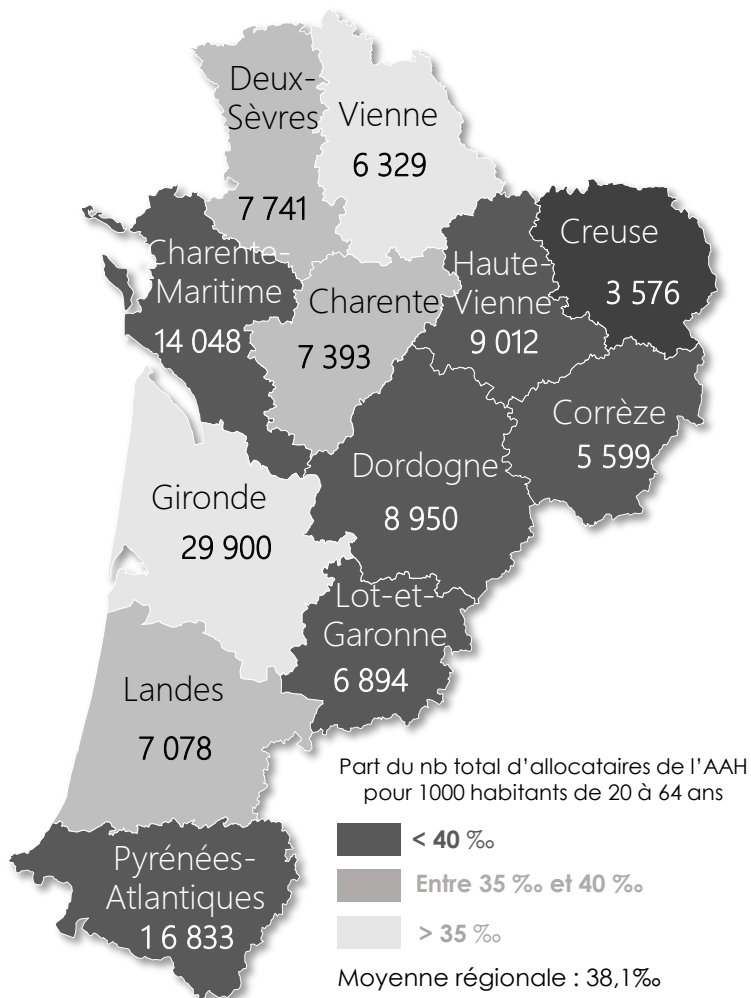 Deux-
Sèvres
7 741
Vienne
6 329
Charente-
Maritime
14 048
Charente
7 393
Haute-
Vienne
9 012
Creuse
3 576
Corrèze
5 599
Dordogne
8 950
Gironde
29 900
Lot-et-
Garonne
6 894
Landes
7 078
Pyrénées-
Atlantiques
16 833
Part du nb total d’allocataires de l’AAH
pour 1000 habitants de 20 à 64 ans
< 40 ‰
Entre 35 ‰ et 40 ‰
> 35 ‰
Moyenne régionale : 38,1‰